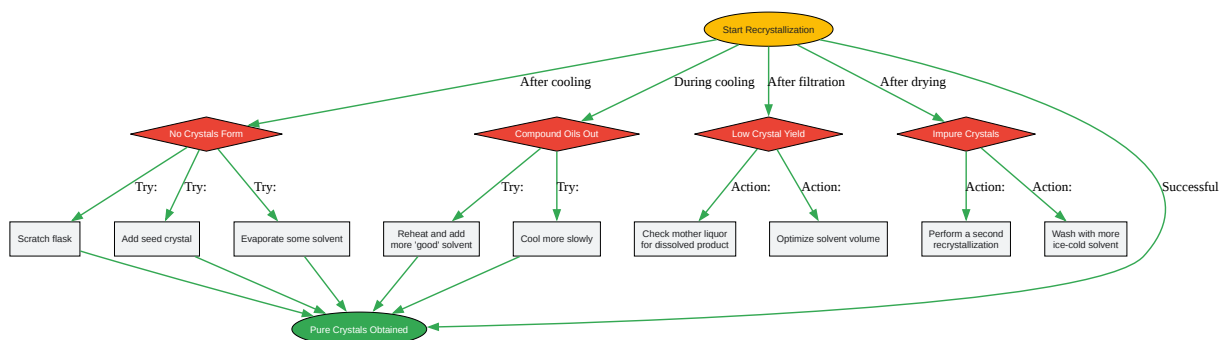 Start Recrystallization
After cooling
During cooling
After filtration
After drying
No Crystals Form
Compound Oils Out
Low Crystal Yield
Impure Crystals
Try:
Try:
Try:
Try:
Try:
Action:
Action:
Action:
Action:
Successful
Scratch flask
Add seed crystal
Evaporate some solvent
Reheat and add
more 'good' solvent
Cool more slowly
Check mother liquor
for dissolved product
Optimize solvent volume
Perform a second
recrystallization
Wash with more
ice-cold solvent
Pure Crystals Obtained